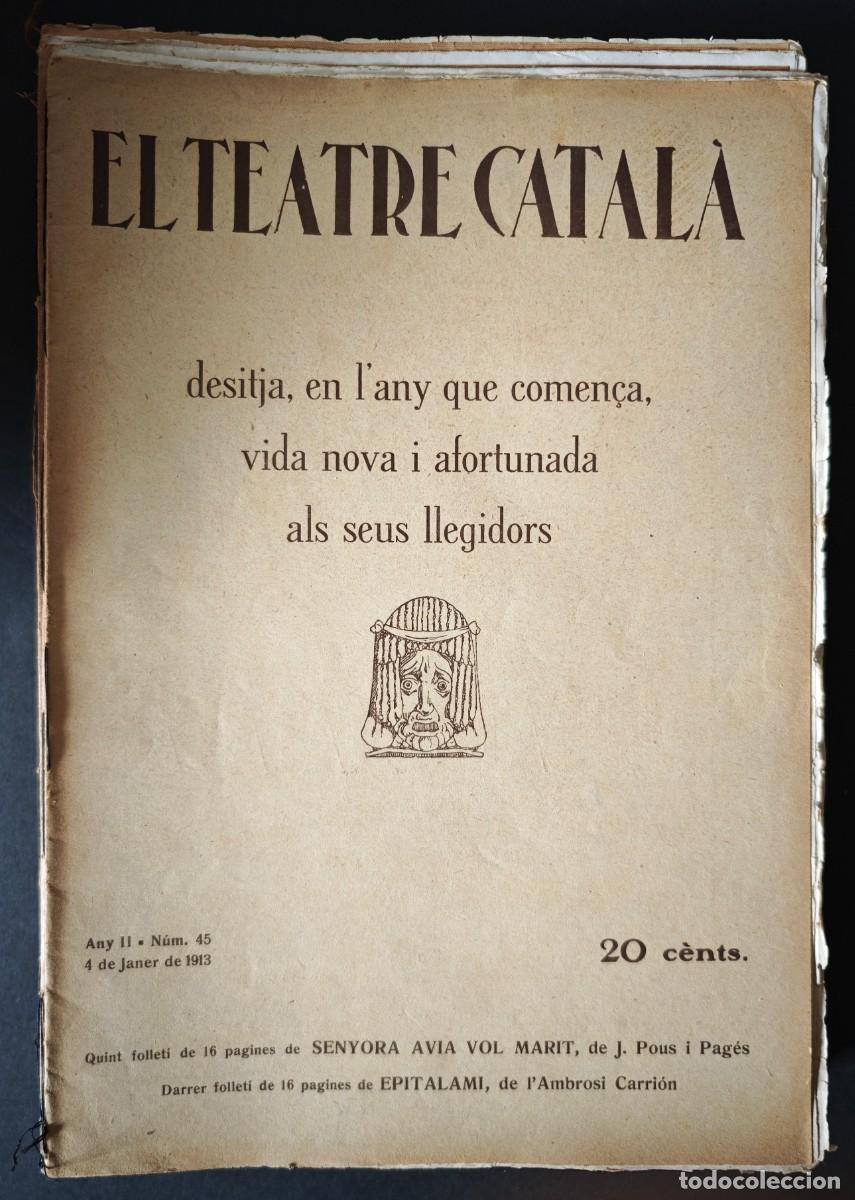 EL TEATRE CATALÀ
desitja, en l'any que comença,
vida nova i afortunada
als seus llegidors
Any II ▪ Núm. 45
4 de Janer de 1913
20 cènts.
Quint folletí de 16 pagines de SENYORA AVIA VOL MARIT, de J. Pous i Pagés
Darrer folletí de 16 pagines de EPITALAMI, de l'Ambrosi Carrión
todocoleccion